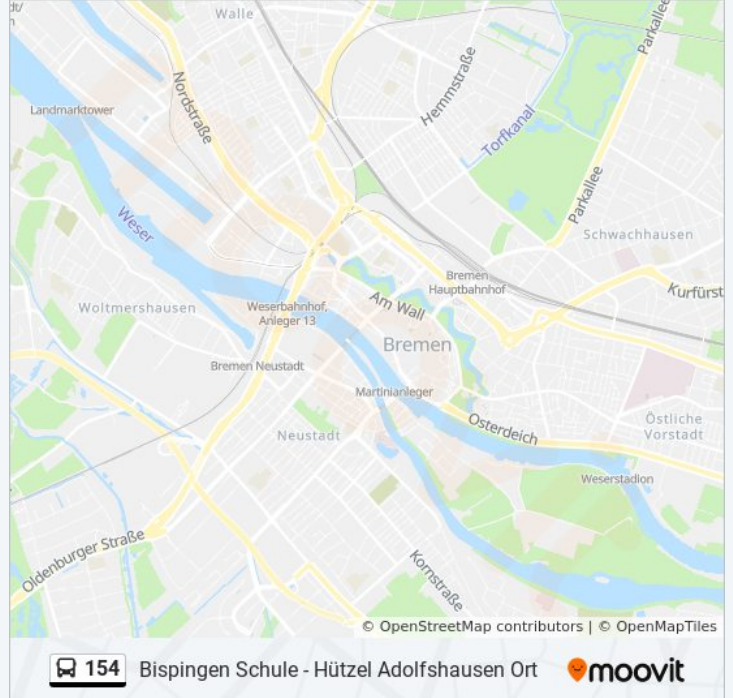 dt/
Walle
Parkallee
Nordstraße
Hemmstraße
Landmarktower
Torfkanal
Parkallee
Weser
Schwachhausen
Bremen
Hauptbahnhof
Kurfürst
Woltmershausen
Weserbahnhof,
Anleger 13
Am Wall
Bremen
Bremen Neustadt
Martinianleger
Osterdeich
Östliche
Vorstadt
Neustadt
Weserstadion
Oldenburger Straße
Kornstraße
© OpenStreetMap contributors | © OpenMapTiles
154 Bispingen Schule - Hützel Adolfshausen Ort moovit